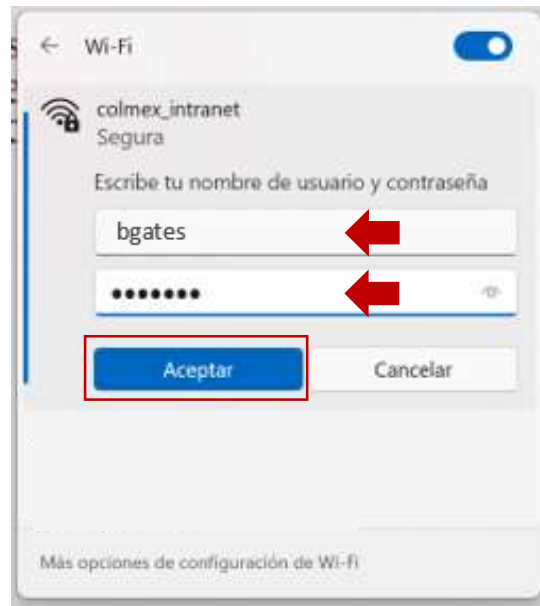 Wi-Fi
colmex_intranet
Segura
Escribe tu nombre de usuario y contraseña
bgates
•••••••
Aceptar
Cancelar
Más opciones de configuración de Wi-Fi